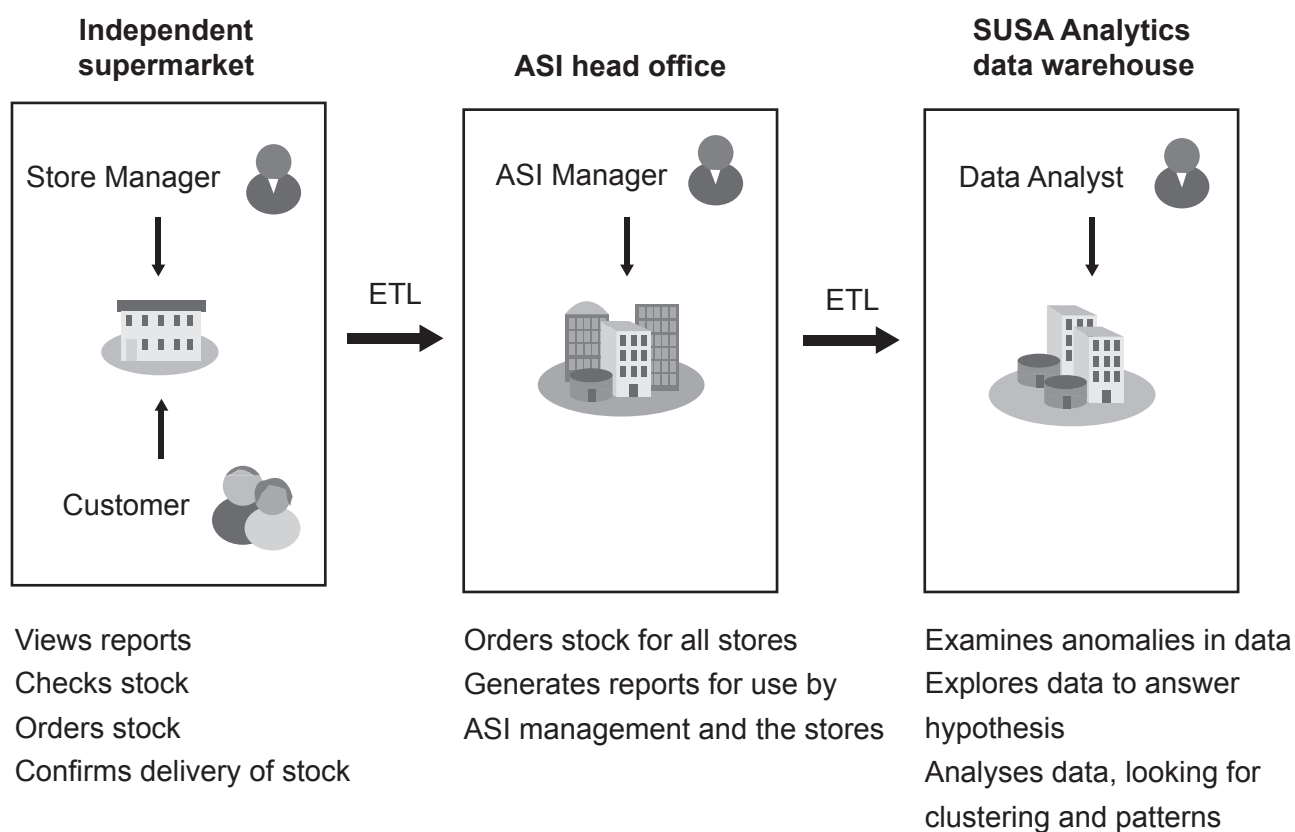 Independent
supermarket
ASI head office
SUSA Analytics
data warehouse
Store Manager
Customer
ETL
ASI Manager
ETL
Data Analyst
Views reports
Checks stock
Orders stock
Confirms delivery of stock
Orders stock for all stores
Generates reports for use by
ASI management and the stores
Examines anomalies in data
Explores data to answer
hypothesis
Analyses data, looking for
clustering and patterns